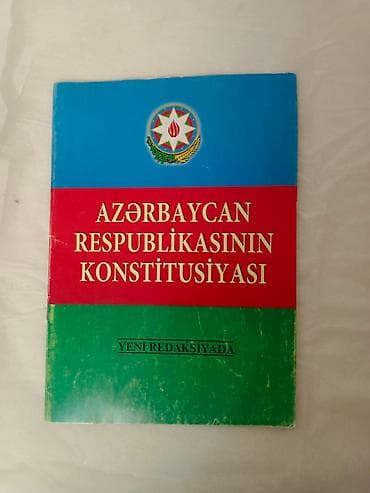 AZƏRBAYCAN
RESPUBLİKASININ
KONSTİTUSİYASI
YENİ REDAKSİYADA